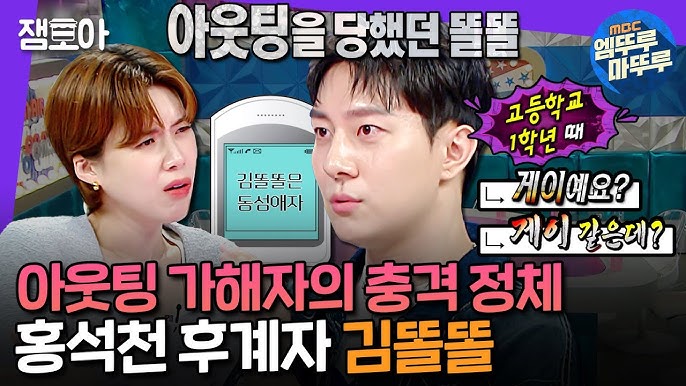 잼모아
아웃팅을 당했던 똘똘
MBC
엠뚜루
마뚜루
고등학교
1학년 때
게이예요?
게이 같은데?
김똘똘은
동성애자
아웃팅 가해자의 충격 정체
홍석천 후계자 김똘똘